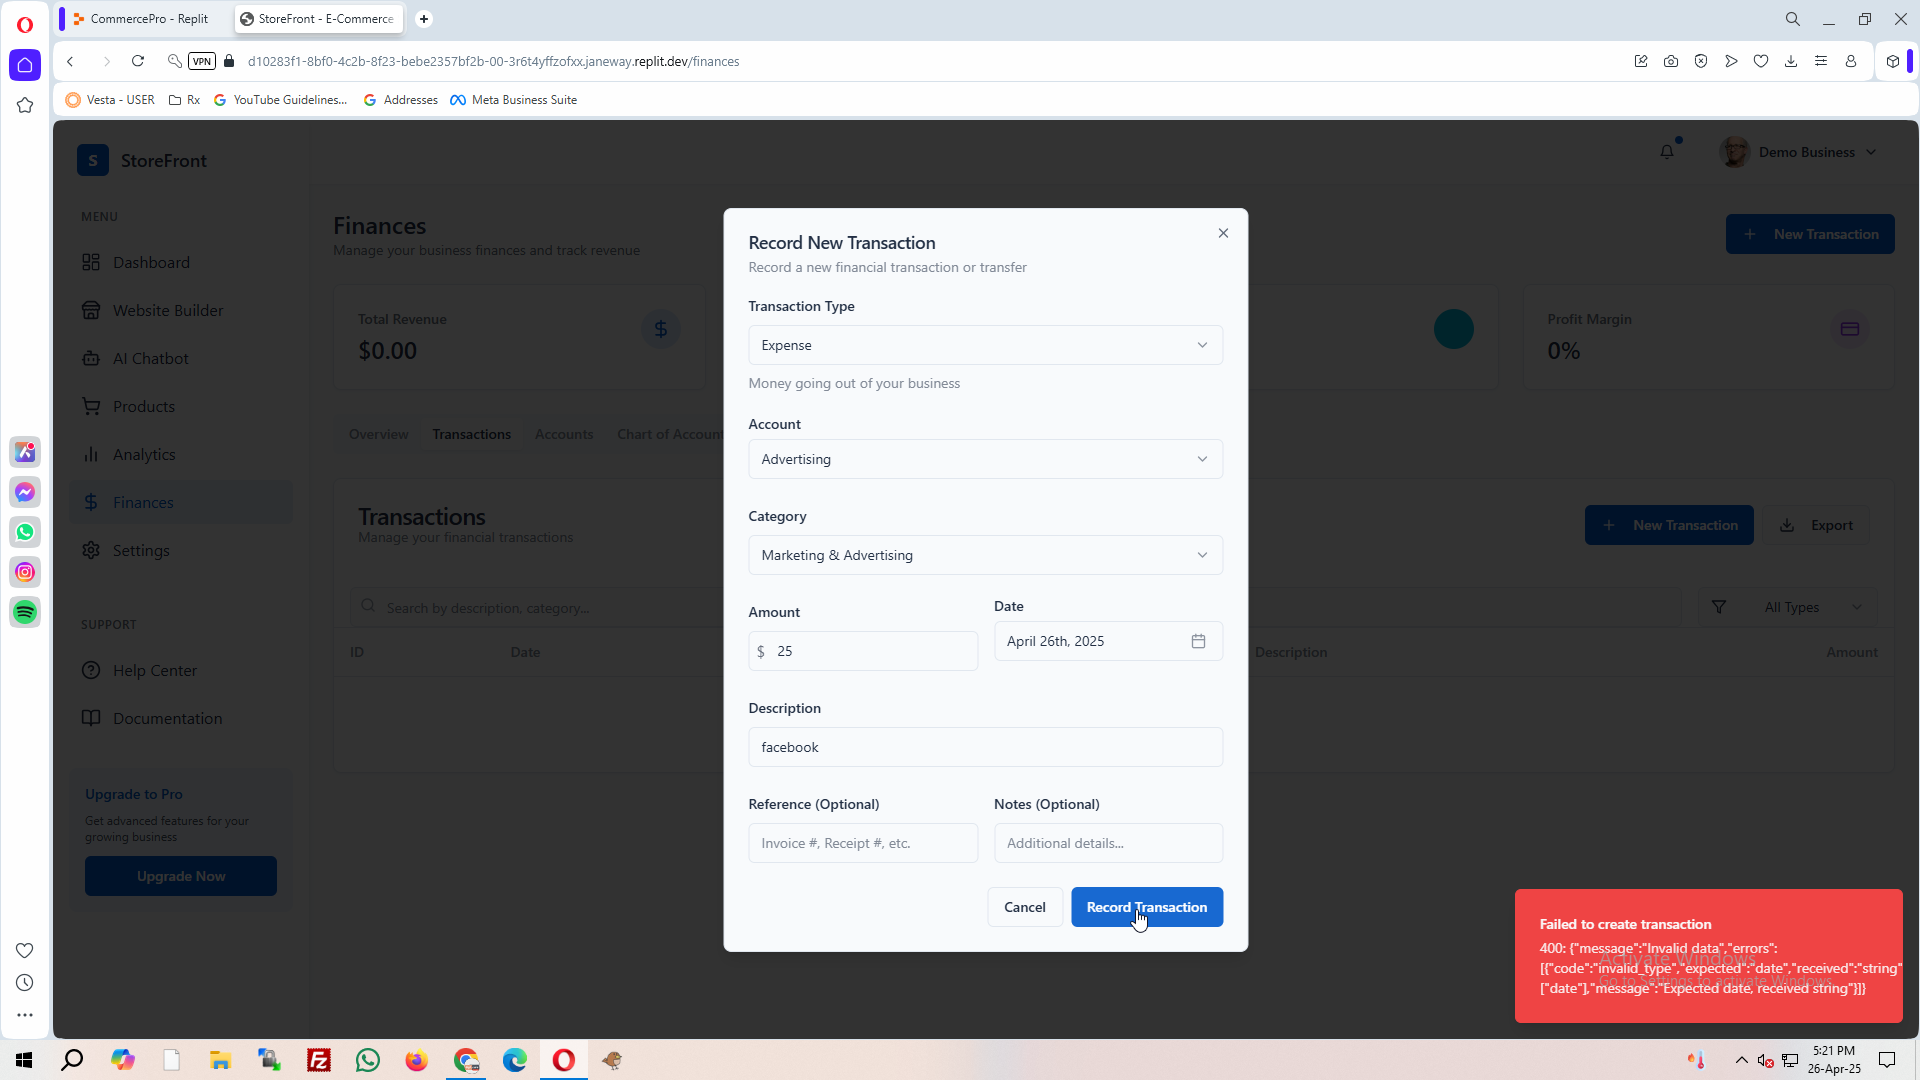 CommercePro - Replit
StoreFront - E-Commerce
VPN
d10283f1-8bf0-4c2b-8f23-bebe2357bf2b-00-3r6t4yffzofxx.janeway.replit.dev/finances
Vesta - USER
Rx
YouTube Guidelines...
Addresses
Meta Business Suite
S
StoreFront
Demo Business
MENU
Dashboard
Website Builder
AI Chatbot
Products
Analytics
Finances
Settings
SUPPORT
Help Center
Documentation
Upgrade to Pro
Get advanced features for your
growing business
Upgrade Now
Finances
Manage your business finances and track revenue
New Transaction
Total Revenue
$0.00
Profit Margin
0%
Overview
Transactions
Accounts
Chart of Accoun
Transactions
Manage your financial transactions
New Transaction
Export
Search by description, category...
All Types
ID
Date
Description
Amount
Record New Transaction
Record a new financial transaction or transfer
Transaction Type
Expense
Money going out of your business
Account
Advertising
Category
Marketing & Advertising
Amount
$ 25
Date
April 26th, 2025
Description
facebook
Reference (Optional)
Invoice #, Receipt #, etc.
Notes (Optional)
Additional details...
Cancel
Record Transaction
Failed to create transaction
400: {"message":"Invalid data","errors":
[{"code":"invalid_type","expected":"date","received":"string"
["date"],"message":"Expected date, received string"}]}
Activate Windows
Go to Settings to activate Windows.
5:21 PM
26-Apr-25